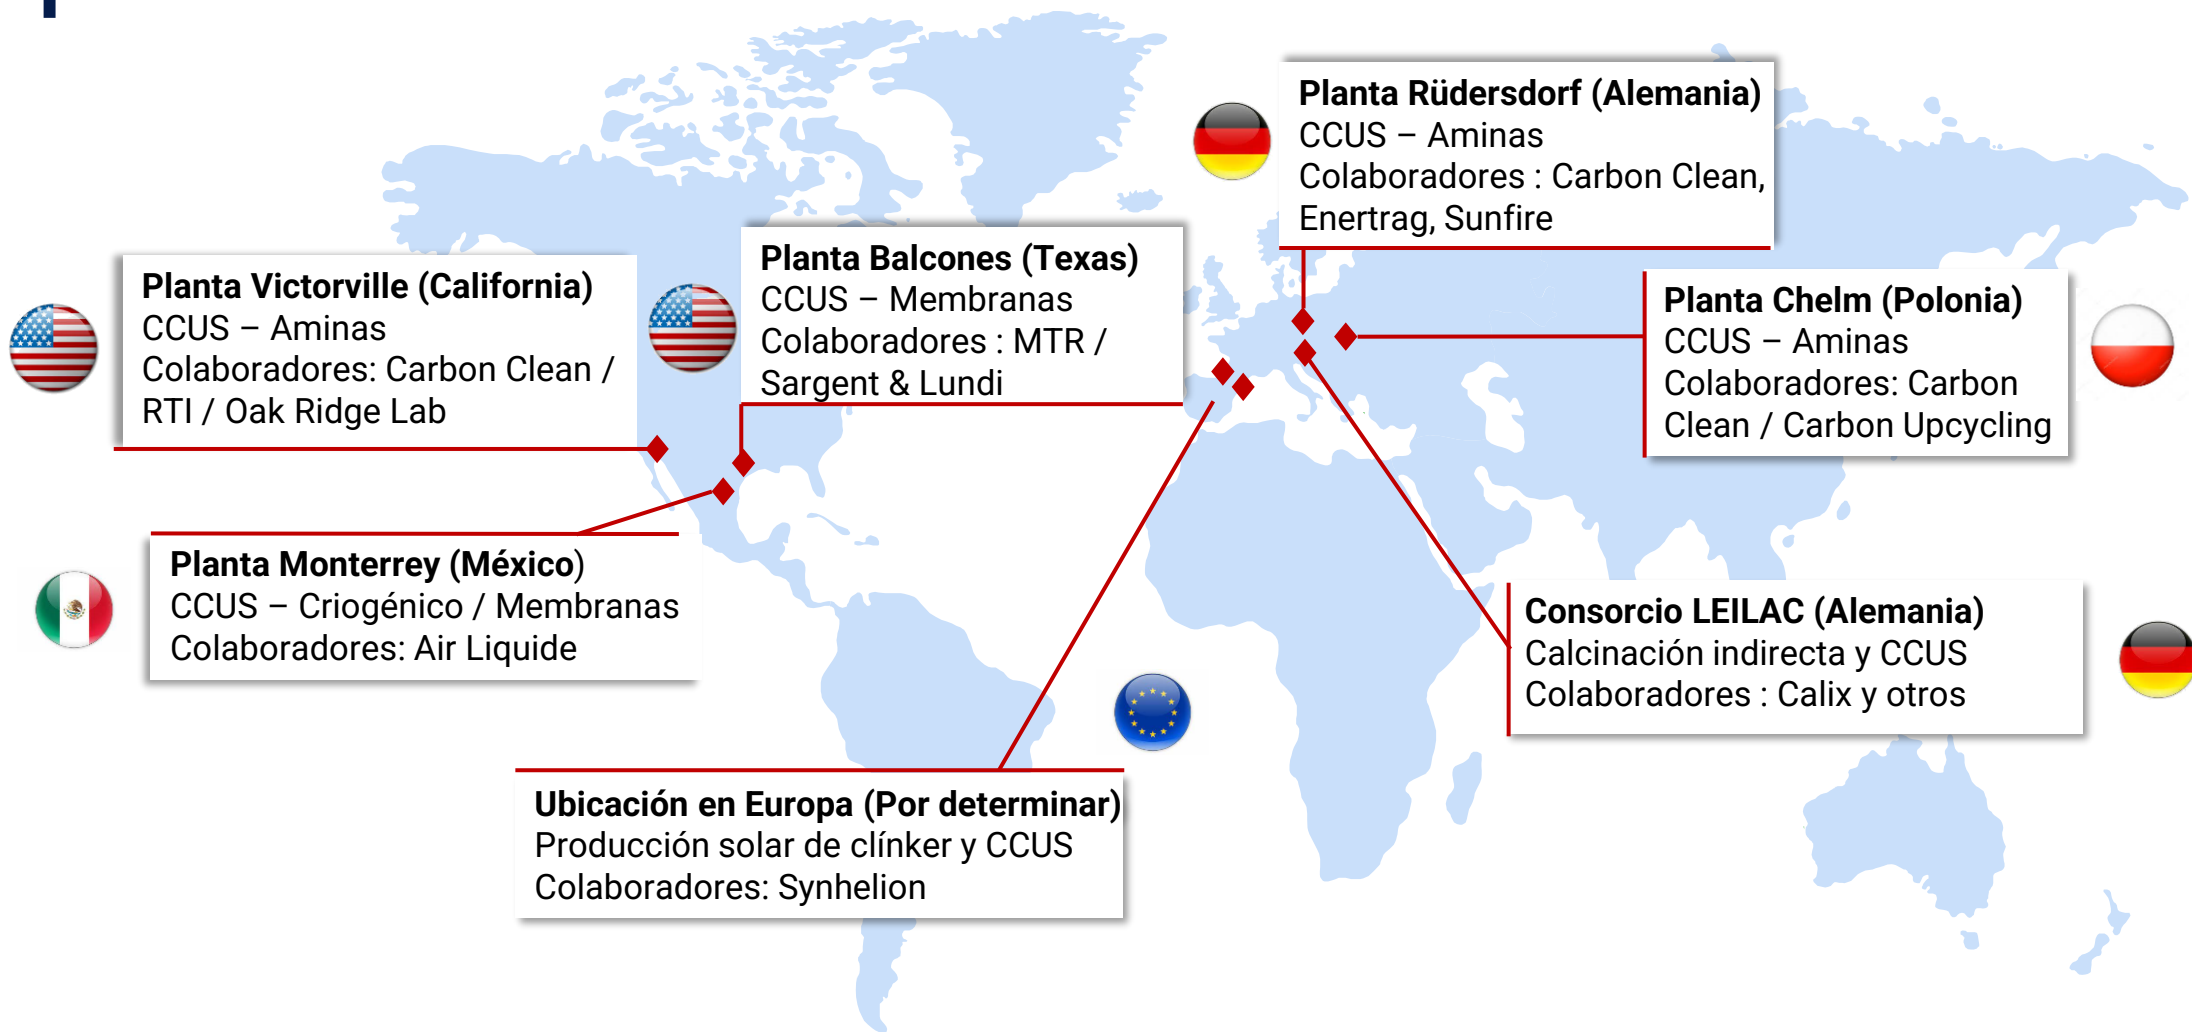 Planta Rüdersdorf (Alemania)
CCUS – Aminas
Colaboradores : Carbon Clean,
Enertrag, Sunfire
Planta Balcones (Texas)
CCUS – Membranas
Colaboradores : MTR /
Sargent & Lundi
Planta Victorville (California)
CCUS – Aminas
Colaboradores: Carbon Clean /
RTI / Oak Ridge Lab
Planta Chelm (Polonia)
CCUS – Aminas
Colaboradores: Carbon
Clean / Carbon Upcycling
Planta Monterrey (México)
CCUS – Criogénico / Membranas
Colaboradores: Air Liquide
Consorcio LEILAC (Alemania)
Calcinación indirecta y CCUS
Colaboradores : Calix y otros
Ubicación en Europa (Por determinar)
Producción solar de clínker y CCUS
Colaboradores: Synhelion